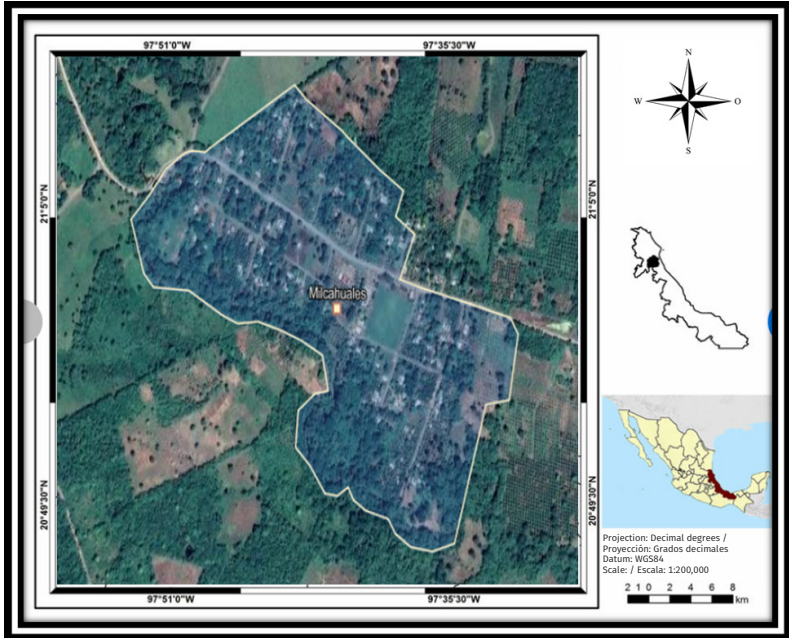 97°51'0"W 97°35'30"W
N
W O
S
21°5'0"N 21°5'0"N
Milcahuales
20°49'30"N 20°49'30"N
Projection: Decimal degrees /
Proyección: Grados decimales
Datum: WGS84
Scale: / Escala: 1:200,000
2 1 0 2 4 6 8
km
97°51'0"W 97°35'30"W